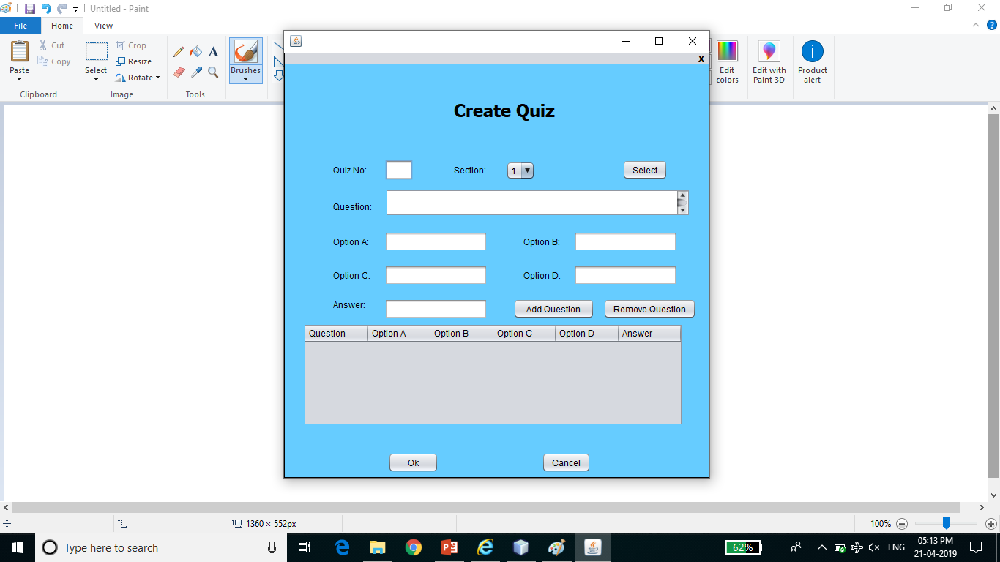 Untitled - Paint
File Home View
Paste
Cut
Copy
Clipboard
Select
Crop
Resize
Rotate
Image
A
Tools
Brushes
Edit colors
Edit with Paint 3D
Product alert
X
Create Quiz
Quiz No: Section: 1 Select
Question:
Option A: Option B:
Option C: Option D:
Answer: Add Question Remove Question
Question Option A Option B Option C Option D Answer
Ok Cancel
1360 × 552px 100%
Type here to search
62%
ENG
05:13 PM
21-04-2019